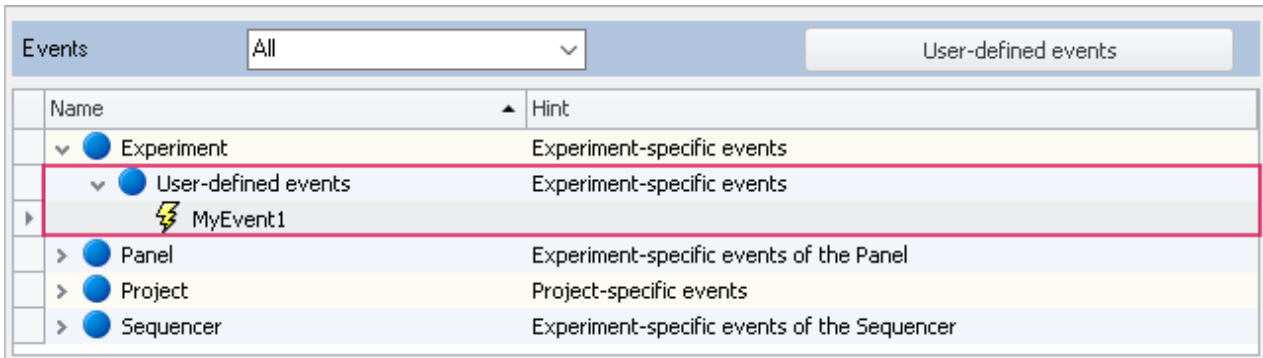 Events All User-defined events
Name Hint
Experiment Experiment-specific events
User-defined events Experiment-specific events
MyEvent1
Panel Experiment-specific events of the Panel
Project Project-specific events
Sequencer Experiment-specific events of the Sequencer